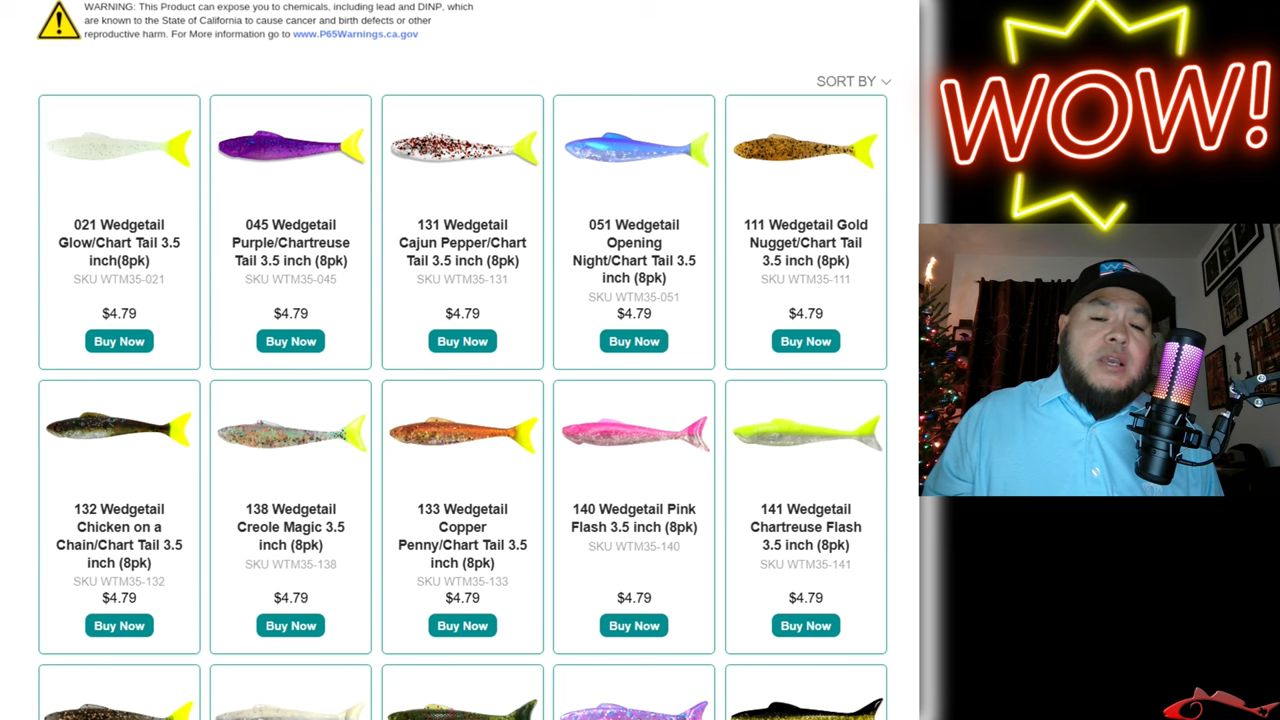 WARNING: This Product can expose you to chemicals, including lead and DINP, which
are known to the State of California to cause cancer and birth defects or other
reproductive harm. For More information go to www.P65Warnings.ca.gov
SORT BY
WOW!
021 Wedgetail
Glow/Chart Tail 3.5
inch(8pk)
SKU WTM35-021
$4.79
Buy Now
045 Wedgetail
Purple/Chartreuse
Tail 3.5 inch (8pk)
SKU WTM35-045
$4.79
Buy Now
131 Wedgetail
Cajun Pepper/Chart
Tail 3.5 inch (8pk)
SKU WTM35-131
$4.79
Buy Now
051 Wedgetail
Opening
Night/Chart Tail 3.5
inch (8pk)
SKU WTM35-051
$4.79
Buy Now
111 Wedgetail Gold
Nugget/Chart Tail
3.5 inch (8pk)
SKU WTM35-111
$4.79
Buy Now
132 Wedgetail
Chicken on a
Chain/Chart Tail 3.5
inch (8pk)
SKU WTM35-132
$4.79
Buy Now
138 Wedgetail
Creole Magic 3.5
inch (8pk)
SKU WTM35-138
$4.79
Buy Now
133 Wedgetail
Copper
Penny/Chart Tail 3.5
inch (8pk)
SKU WTM35-133
$4.79
Buy Now
140 Wedgetail Pink
Flash 3.5 inch (8pk)
SKU WTM35-140
$4.79
Buy Now
141 Wedgetail
Chartreuse Flash
3.5 inch (8pk)
SKU WTM35-141
$4.79
Buy Now